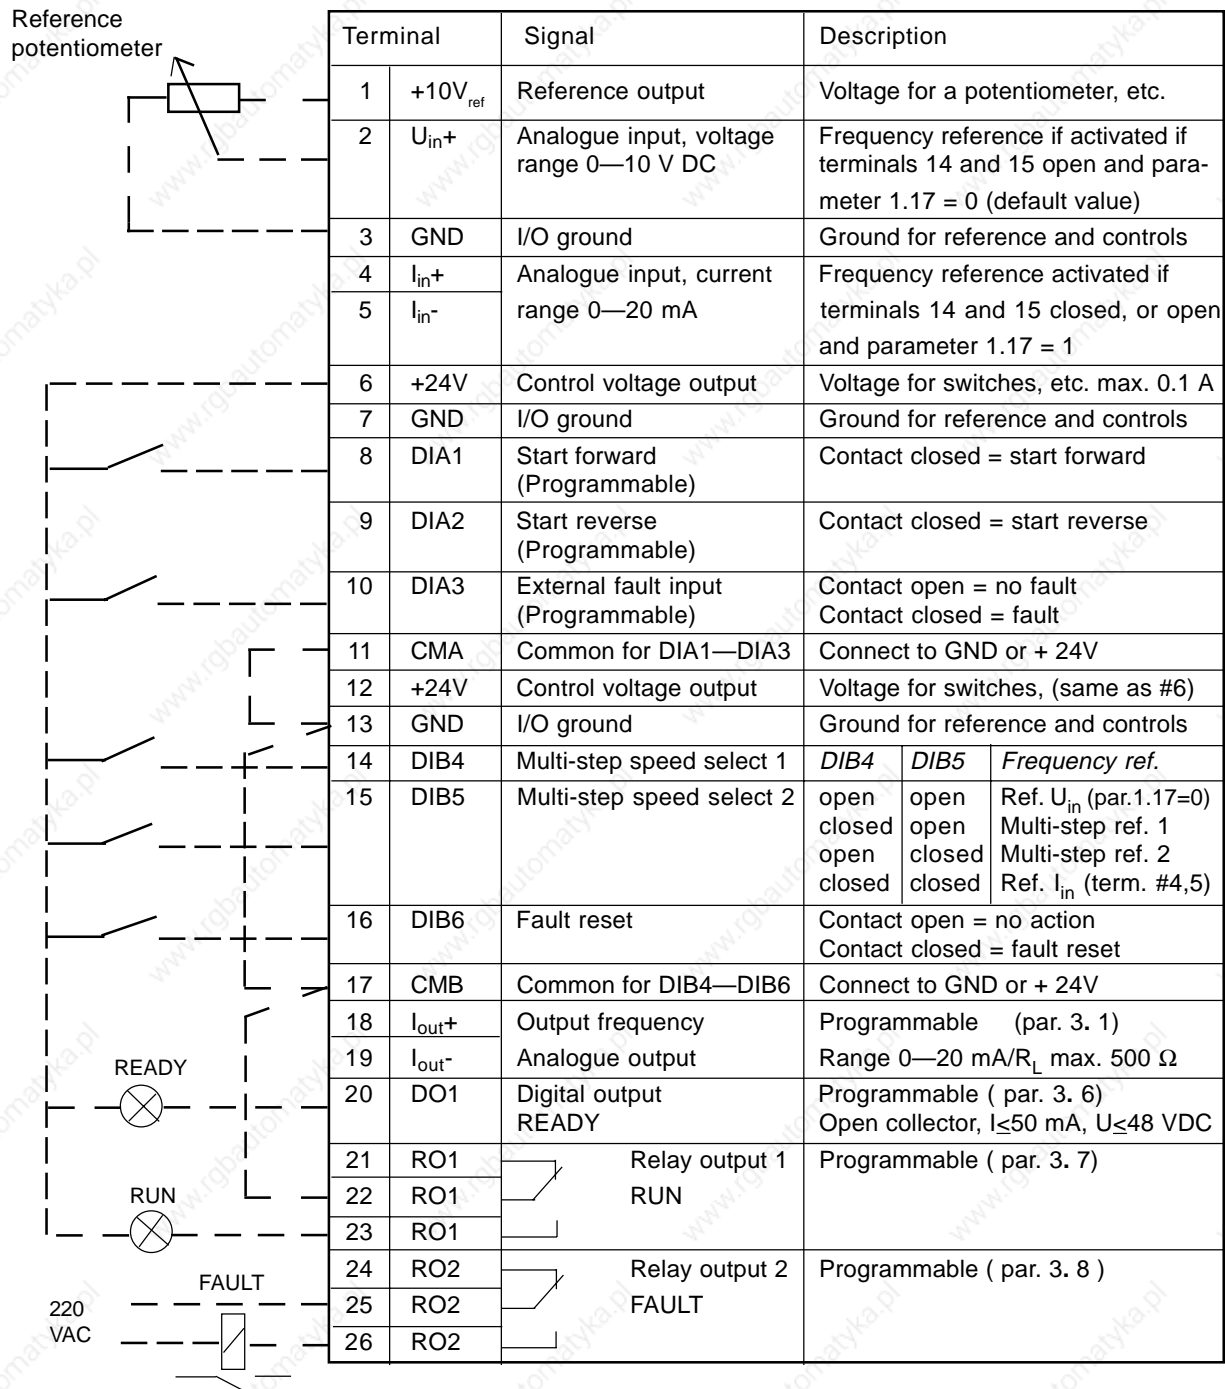 Reference
potentiometer
Terminal Signal Description
1 +10Vref Reference output Voltage for a potentiometer, etc.
2 Uin+ Analogue input, voltage Frequency reference if activated if
range 0—10 V DC terminals 14 and 15 open and para-
meter 1.17 = 0 (default value)
3 GND I/O ground Ground for reference and controls
4 Iin+ Analogue input, current Frequency reference activated if
5 Iin- range 0—20 mA terminals 14 and 15 closed, or open
and parameter 1.17 = 1
6 +24V Control voltage output Voltage for switches, etc. max. 0.1 A
7 GND I/O ground Ground for reference and controls
8 DIA1 Start forward Contact closed = start forward
(Programmable)
9 DIA2 Start reverse Contact closed = start reverse
(Programmable)
10 DIA3 External fault input Contact open = no fault
(Programmable) Contact closed = fault
11 CMA Common for DIA1—DIA3 Connect to GND or + 24V
12 +24V Control voltage output Voltage for switches, (same as #6)
13 GND I/O ground Ground for reference and controls
14 DIB4 Multi-step speed select 1 DIB4 DIB5 Frequency ref.
15 DIB5 Multi-step speed select 2 open open Ref. Uin (par.1.17=0)
closed open Multi-step ref. 1
open closed Multi-step ref. 2
closed closed Ref. Iin (term. #4,5)
16 DIB6 Fault reset Contact open = no action
Contact closed = fault reset
17 CMB Common for DIB4—DIB6 Connect to GND or + 24V
18 Iout+ Output frequency Programmable (par. 3. 1)
19 Iout- Analogue output Range 0—20 mA/RL max. 500 Ω
READY
20 DO1 Digital output Programmable ( par. 3. 6)
READY Open collector, I≤50 mA, U≤48 VDC
21 RO1 Relay output 1 Programmable ( par. 3. 7)
RUN 22 RO1 RUN
23 RO1
24 RO2 Relay output 2 Programmable ( par. 3. 8 )
FAULT
220 25 RO2 FAULT
VAC 26 RO2
www.rgbautomatyka.pl